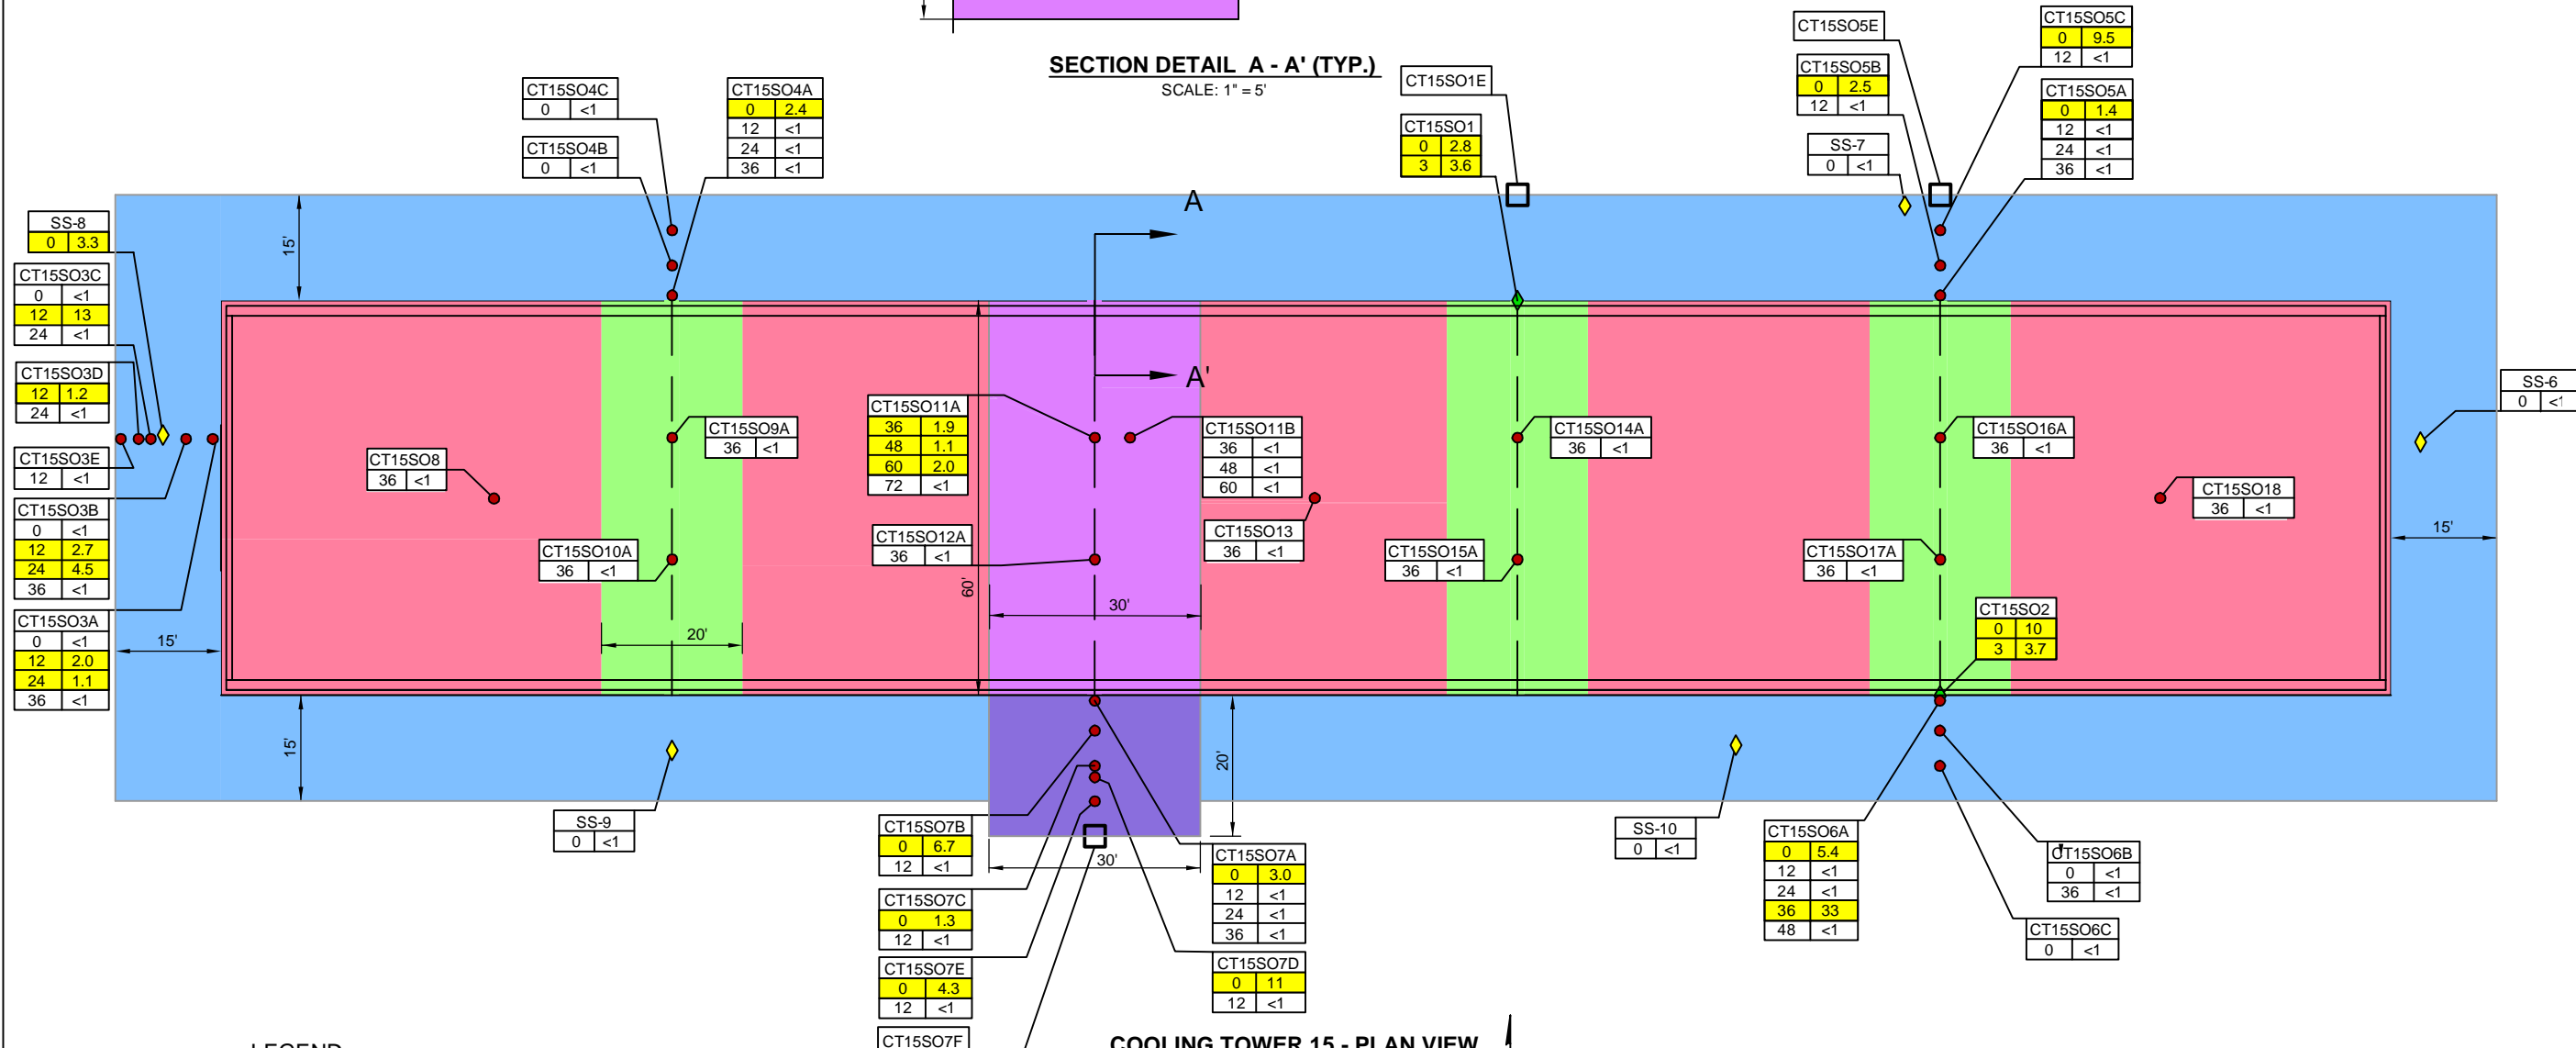 SECTION DETAIL A - A' (TYP.)
SCALE: 1" = 5'
CT15SO4C
0 <1
CT15SO4B
0 <1
CT15SO4A
0 2.4
12 <1
24 <1
36 <1
CT15SO1E
CT15SO1
0 2.8
3 3.6
CT15SO5E
CT15SO5B
0 2.5
12 <1
SS-7
0 <1
CT15SO5C
0 9.5
12 <1
CT15SO5A
0 1.4
12 <1
24 <1
36 <1
SS-8
0 3.3
CT15SO3C
0 <1
12 13
24 <1
CT15SO3D
12 1.2
24 <1
CT15SO3E
12 <1
CT15SO3B
0 <1
12 2.7
24 4.5
36 <1
CT15SO3A
0 <1
12 2.0
24 1.1
36 <1
15'
15'
15'
A
A'
CT15SO8
36 <1
CT15SO9A
36 <1
CT15SO10A
36 <1
20'
CT15SO11A
36 1.9
48 1.1
60 2.0
72 <1
CT15SO11B
36 <1
48 <1
60 <1
CT15SO12A
36 <1
60'
30'
CT15SO13
36 <1
CT15SO14A
36 <1
CT15SO15A
36 <1
CT15SO16A
36 <1
CT15SO17A
36 <1
CT15SO2
0 10
3 3.7
CT15SO18
36 <1
SS-6
0 <1
15'
SS-9
0 <1
20'
30'
CT15SO7B
0 6.7
12 <1
CT15SO7C
0 1.3
12 <1
CT15SO7E
0 4.3
12 <1
CT15SO7F
CT15SO7A
0 3.0
12 <1
24 <1
36 <1
CT15SO7D
0 11
12 <1
SS-10
0 <1
CT15SO6A
0 5.4
12 <1
24 <1
36 33
48 <1
CT15SO6B
0 <1
36 <1
CT15SO6C
0 <1
LEGEND
COOLING TOWER 15 - PLAN VIEW